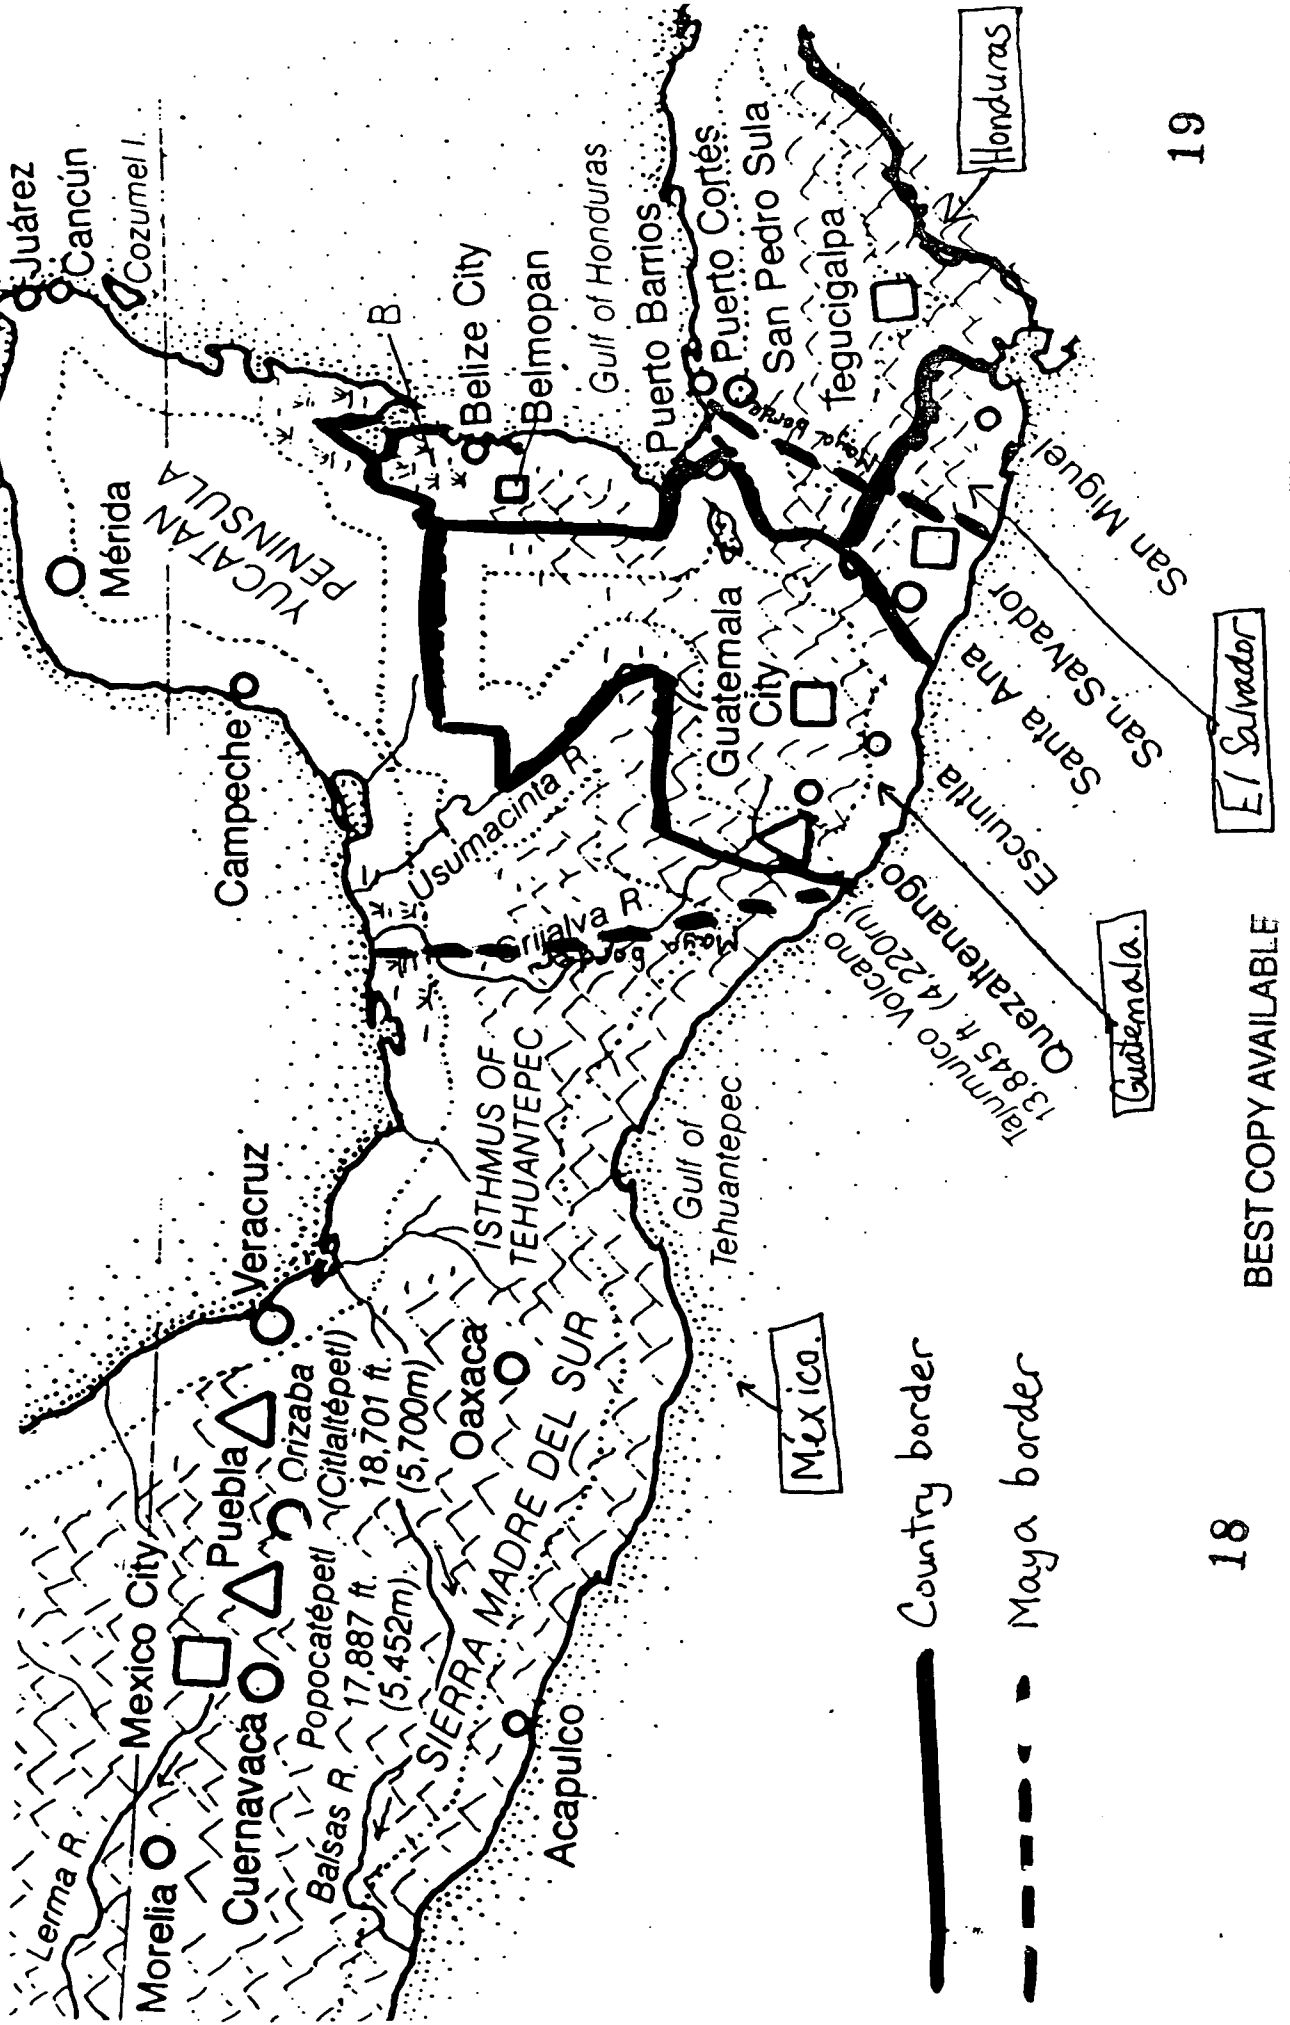 Juárez
Cancún
Cozumel I.
Mérida
YUCATÁN
PENINSULA
Campeche
B
Belize City
Belmopan
Gulf of Honduras
Puerto Barrios
Puerto Cortés
San Pedro Sula
Tegucigalpa
Honduras
Maya border
Usumacinta R
Grijalva R.
Maya border
Guatemala
City
San Miguel
San Salvador
Santa Ana
Escuintla
Quezaltenango
Tajumulco Volcano
13,845 ft. (4,220m)
El Salvador
Guatemala.
Veracruz
ISTHMUS OF
TEHUANTEPEC
Gulf of
Tehuantepec
Mexico City
Puebla
Orizaba
(Citlaltépetl)
18,701 ft.
(5,700m)
Oaxaca
Popocatépetl
17,887 ft.
(5,452m)
Lerma R.
Morelia
Cuernavaca
Balsas R.
SIERRA MADRE DEL SUR
Acapulco
México.
Country border
Maya border
18
19
BEST COPY AVAILABLE